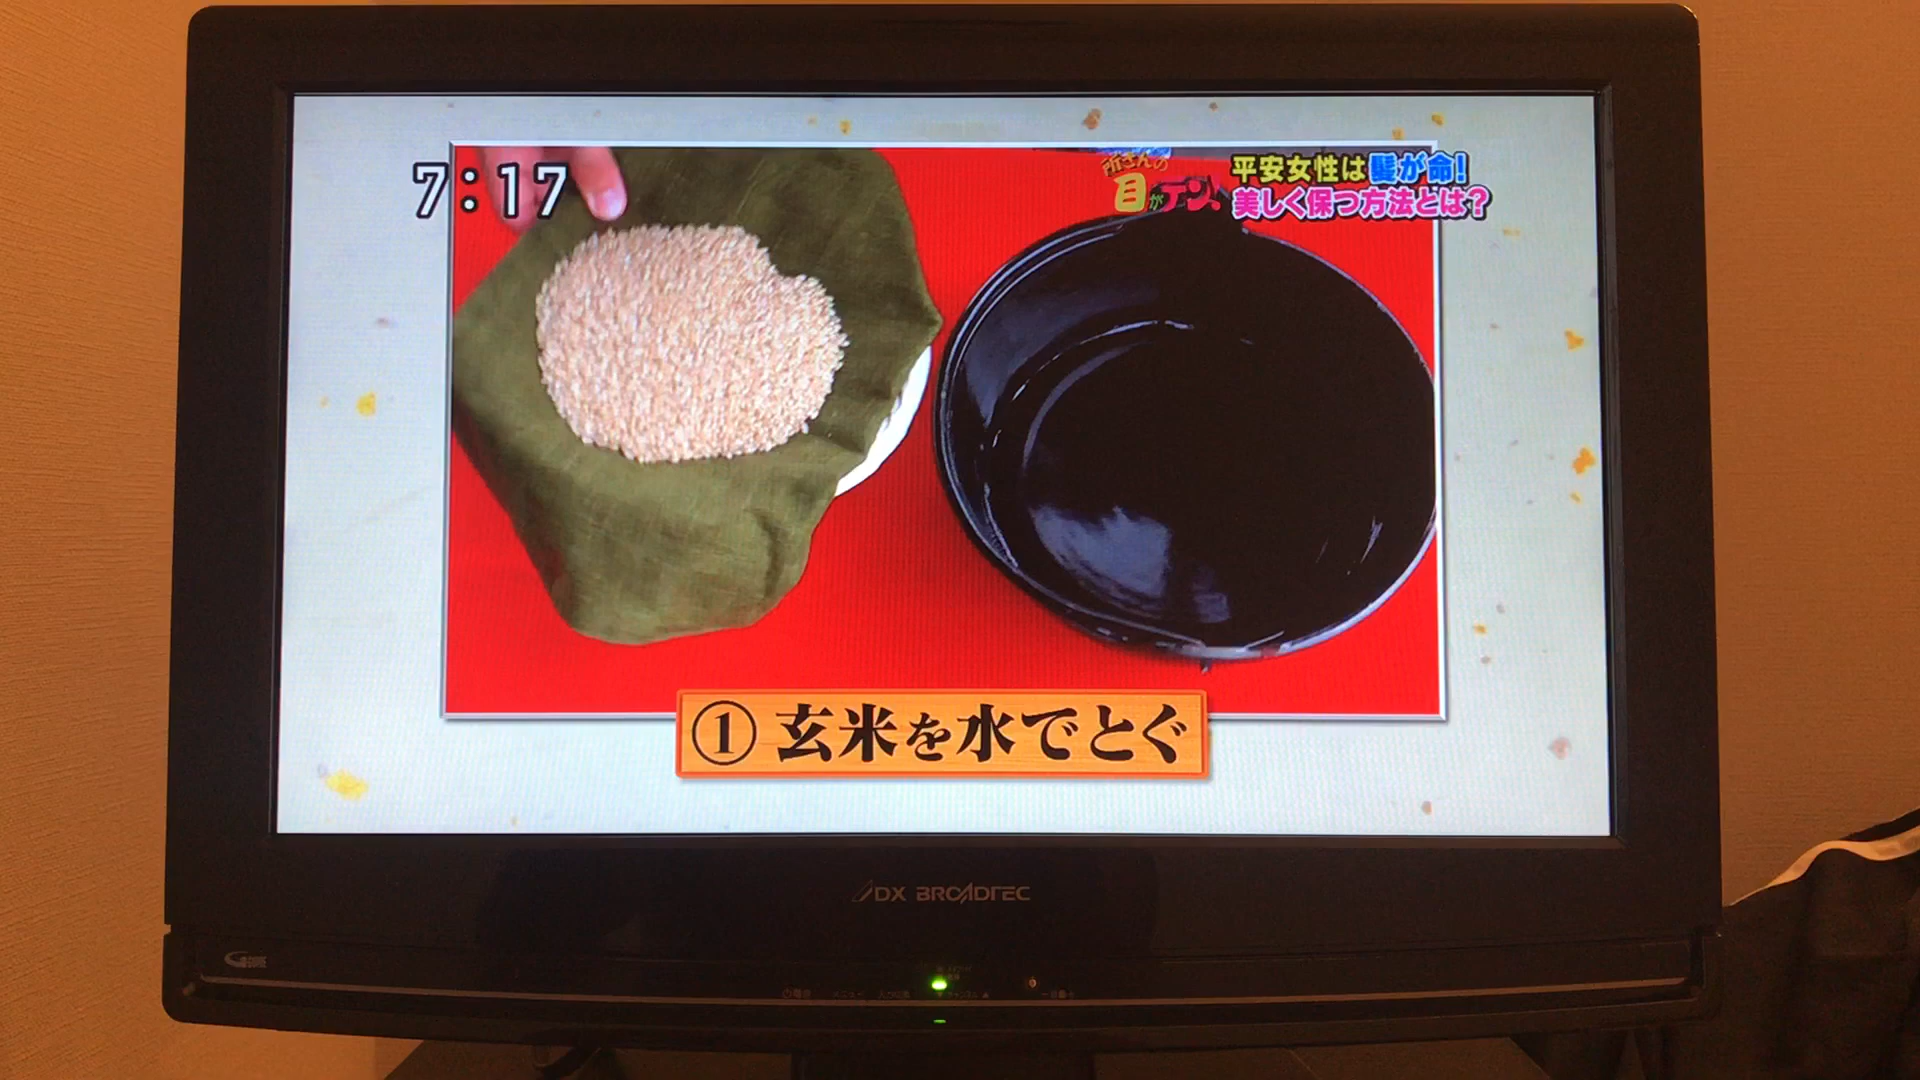 7:17
所さんの
目がテン!
平安女性は髪が命!
美しく保つ方法とは?
①玄米を水でとぐ
DX BROADTEC